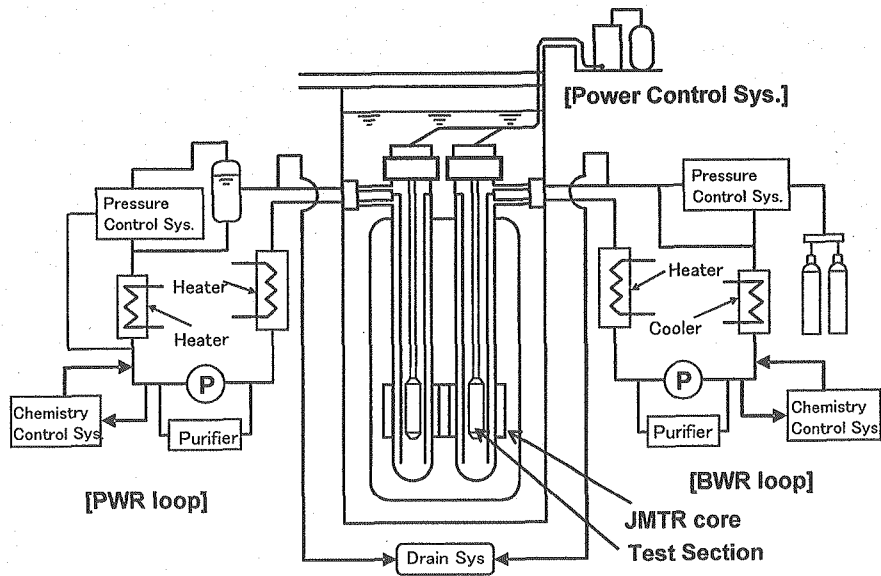 [Power Control Sys.]
Pressure
Control Sys.
Heater
Heater
P
Chemistry
Control Sys.
Purifier
[PWR loop]
Pressure
Control Sys.
Heater
Cooler
P
Chemistry
Control Sys
Purifier
[BWR loop]
JMTR core
Test Section
Drain Sys